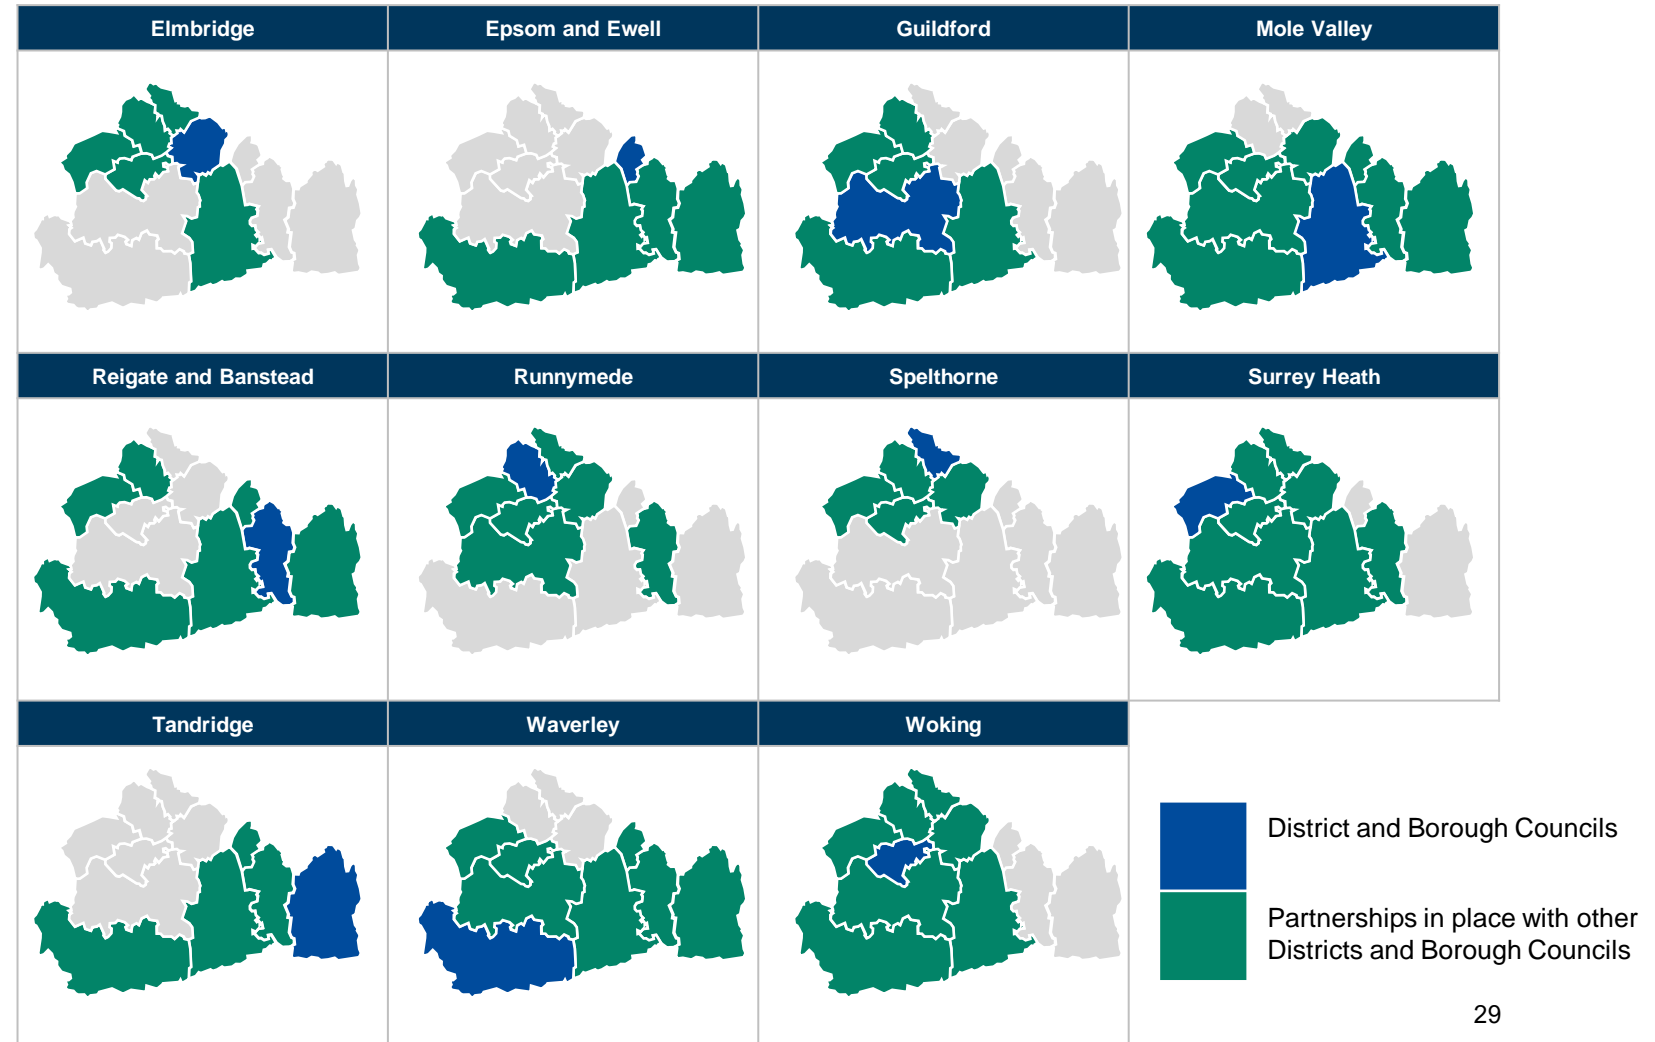 Elmbridge
Epsom and Ewell
Guildford
Mole Valley
Reigate and Banstead
Runnymede
Spelthorne
Surrey Heath
Tandridge
Waverley
Woking
District and Borough Councils
Partnerships in place with other
Districts and Borough Councils
29